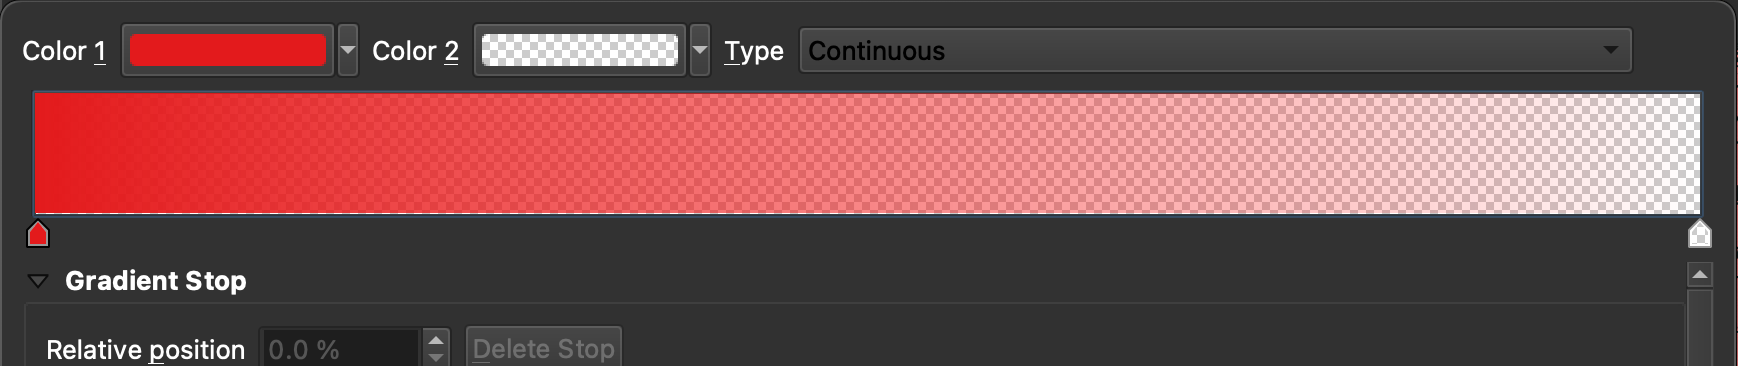 Color 1 Color 2 Type Continuous
Gradient Stop
Relative position 0.0 % Delete Stop